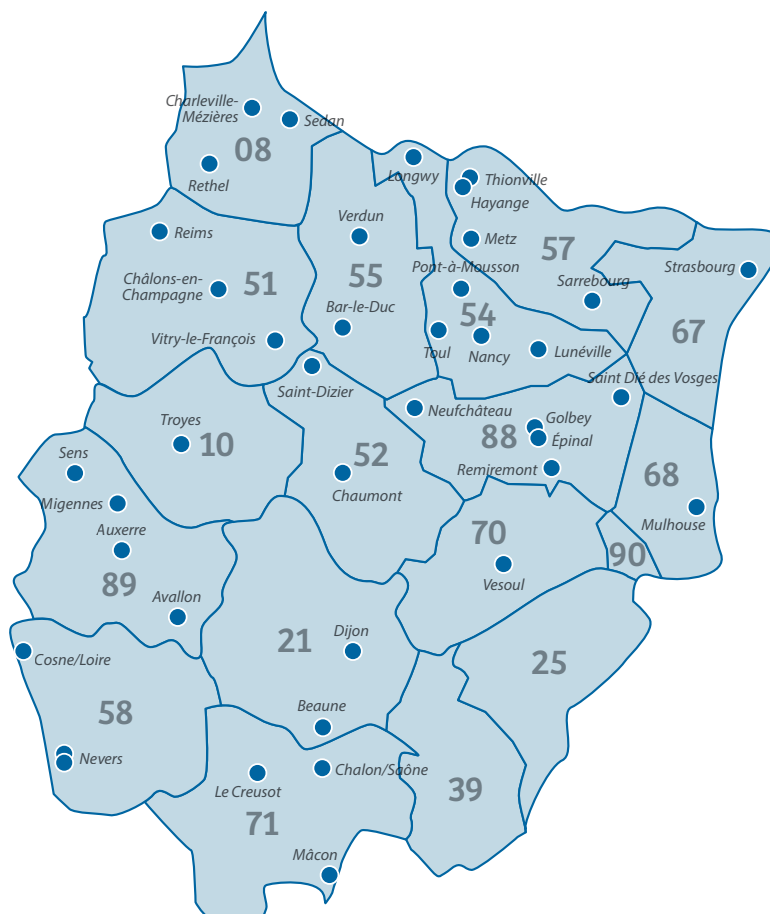 Charleville-
Mézières
Sedan
08
Rethel
Longwy
Thionville
Hayange
Reims
Verdun
Metz
57
Strasbourg
Châlons-en-
Champagne
51
55
Pont-à-Mousson
Sarrebourg
Bar-le-Duc
54
67
Vitry-le-François
Toul
Nancy
Lunéville
Saint-Dizier
Saint Dié des Vosges
Neufchâteau
Troyes
10
Golbey
88
Épinal
Sens
52
Remiremont
68
Chaumont
Migennes
Mulhouse
Auxerre
70
90
Vesoul
89
Avallon
Dijon
21
Cosne/Loire
25
Beaune
58
Nevers
Chalon/Saône
Le Creusot
39
71
Mâcon